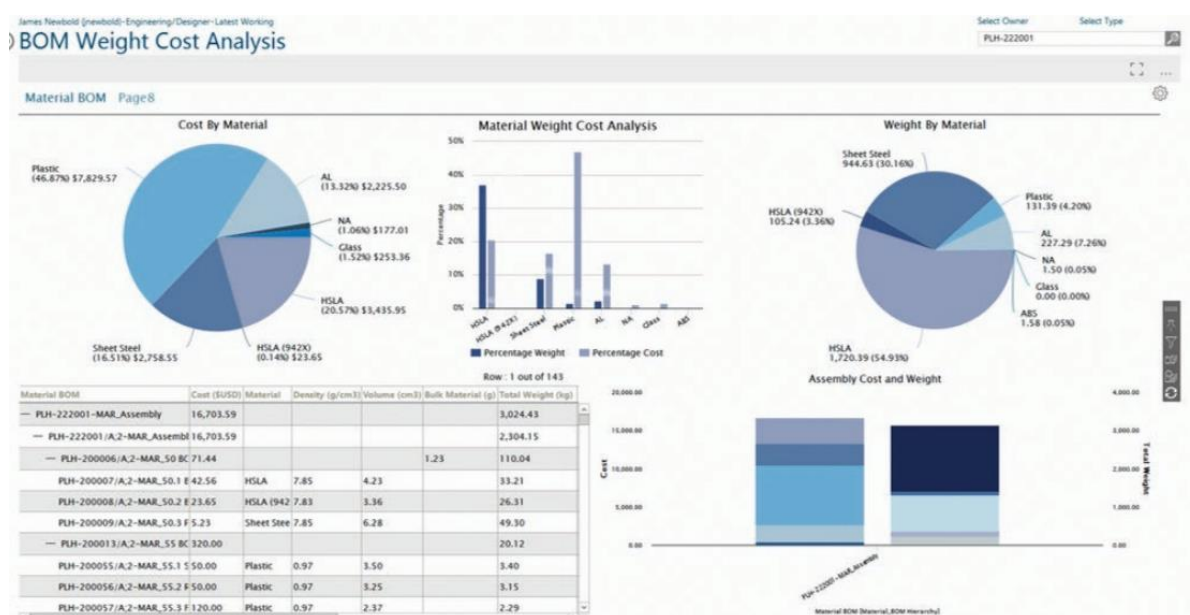 James Newbold (newbold)-Engineering/Designer-Latest Working
BOM Weight Cost Analysis
Select Owner Select Type
PLH-222001
Material BOM Page8
Cost By Material
Plastic
(46.87%) $7,829.57
AL
(13.32%) $2,225.50
NA
(1.06%) $177.01
Glass
(1.52%) $253.36
HSLA
(20.57%) $3,435.95
HSLA (942X)
(0.14%) $23.65
Sheet Steel
(16.51%) $2,758.55
Material Weight Cost Analysis
50%
40%
30%
20%
10%
0%
Percentage
HSLA
HSLA (942X)
Sheet Steel
Plastic
AL
NA
Glass
ABS
Percentage Weight Percentage Cost
Weight By Material
Sheet Steel
944.63 (30.16%)
Plastic
131.39 (4.20%)
HSLA (942X)
105.24 (3.36%)
AL
227.29 (7.26%)
NA
1.50 (0.05%)
Glass
0.00 (0.00%)
ABS
1.58 (0.05%)
HSLA
1,720.39 (54.93%)
Row : 1 out of 143
Material BOM Cost ($USD) Material Density (g/cm3) Volume (cm3) Bulk Material (g) Total Weight (kg)
PLH-222001-MAR_Assembly 16,703.59 3,024.43
PLH-222001/A;2-MAR_Assembl 16,703.59 2,304.15
PLH-200006/A;2-MAR_50 BC 71.44 1.23 110.04
PLH-200007/A;2-MAR_50.1 E 42.56 HSLA 7.85 4.23 33.21
PLH-200008/A;2-MAR_50.2 E 23.65 HSLA (942 7.83 3.36 26.31
PLH-200009/A;2-MAR_50.3 F 5.23 Sheet Stee 7.85 6.28 49.30
PLH-200013/A;2-MAR_55 BC 320.00 20.12
PLH-200055/A;2-MAR_55.1 S 50.00 Plastic 0.97 3.50 3.40
PLH-200056/A;2-MAR_55.2 F 50.00 Plastic 0.97 3.25 3.15
PLH-200057/A;2-MAR_55.3 F 120.00 Plastic 0.97 2.37 2.29
Assembly Cost and Weight
20,000.00
15,000.00
10,000.00
5,000.00
0.00
Cost
4,000.00
3,000.00
2,000.00
1,000.00
0.00
Total Weight
PLH-222001-MAR_Assembly
Material BOM [Material_BOM Hierarchy]